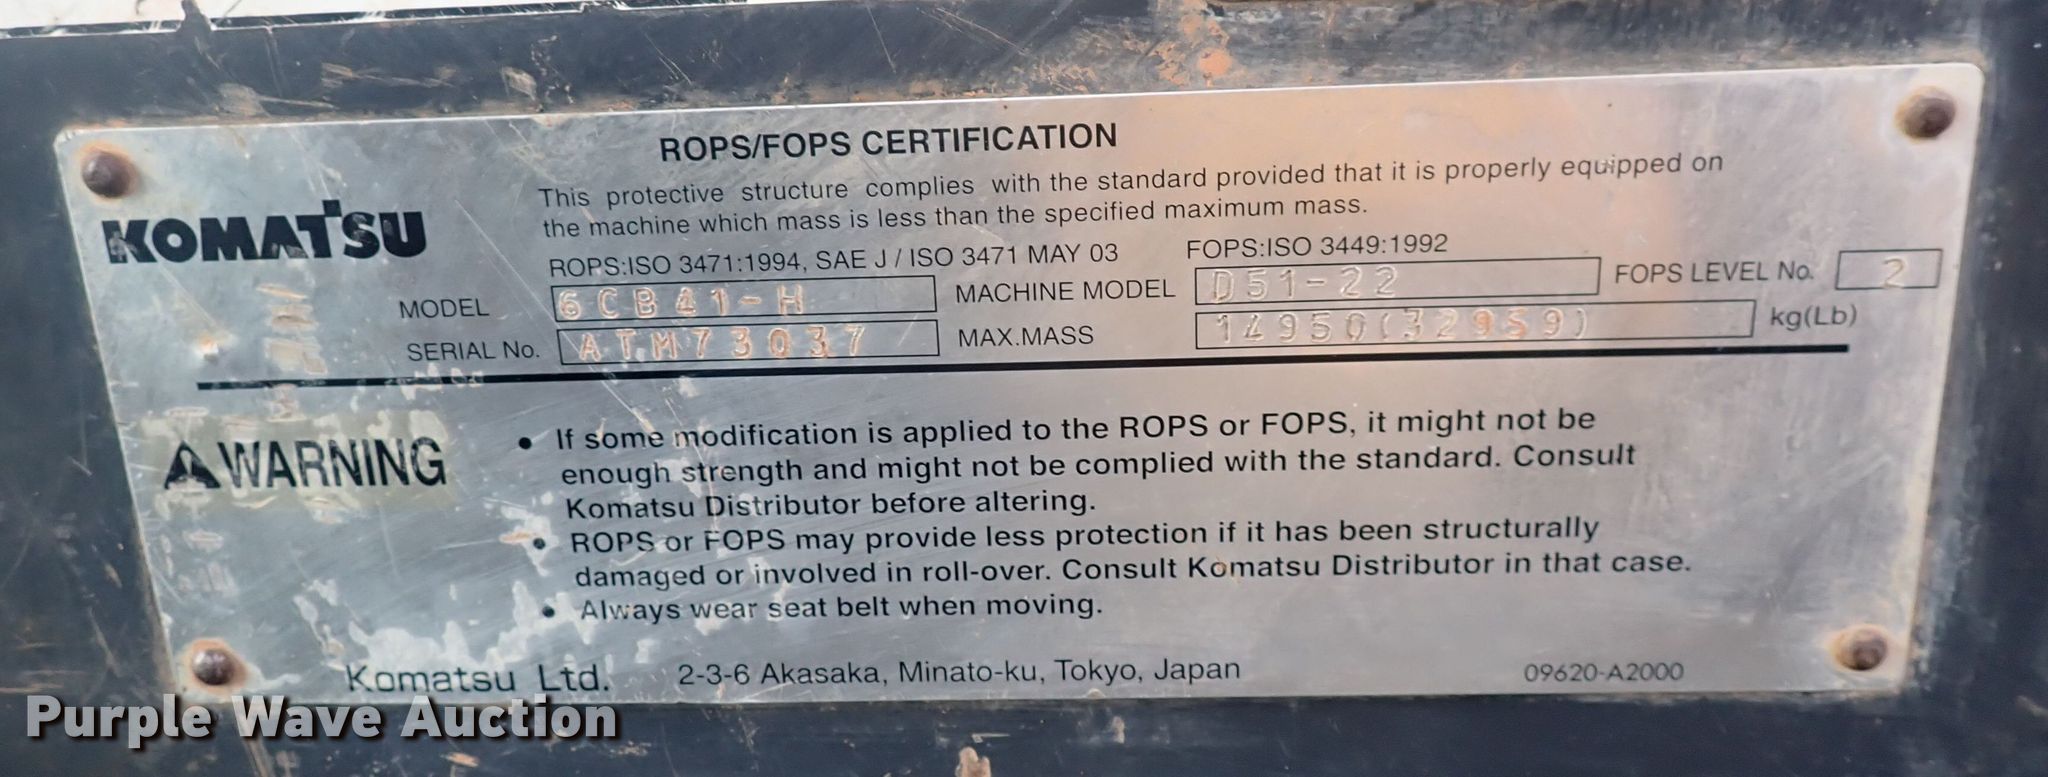 ROPS/FOPS CERTIFICATION
This protective structure complies with the standard provided that it is properly equipped on
the machine which mass is less than the specified maximum mass.
KOMATSU
ROPS:ISO 3471:1994, SAE J / ISO 3471 MAY 03 FOPS:ISO 3449:1992
MODEL 6CB41-H MACHINE MODEL D51-22 FOPS LEVEL No. 2
SERIAL No. ATM73037 MAX.MASS 14950(32959) kg(Lb)
WARNING
• If some modification is applied to the ROPS or FOPS, it might not be
enough strength and might not be complied with the standard. Consult
Komatsu Distributor before altering.
• ROPS or FOPS may provide less protection if it has been structurally
damaged or involved in roll-over. Consult Komatsu Distributor in that case.
• Always wear seat belt when moving.
Komatsu Ltd. 2-3-6 Akasaka, Minato-ku, Tokyo, Japan 09620-A2000
Purple Wave Auction